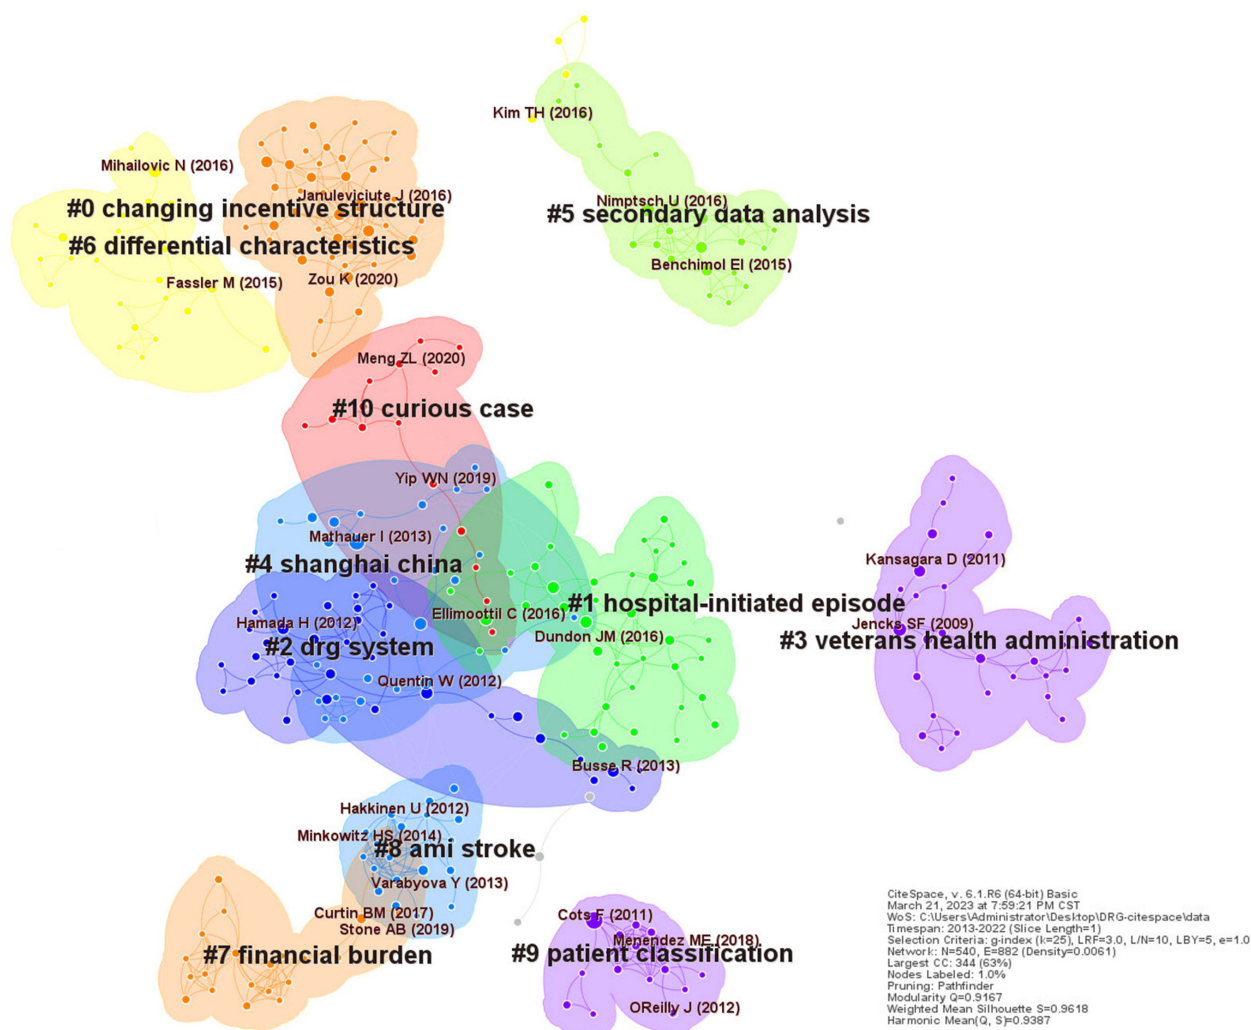 Kim TH (2016)
Mihailovic N (2016)
Januleviciute J (2016)
#0 changing incentive structure
Nimptsch U (2016)
#5 secondary data analysis
#6 differential characteristics
Benchimol EI (2015)
Fassler M (2015)
Zou K (2020)
Meng ZL (2020)
#10 curious case
Yip WN (2019)
Mathauer I (2013)
#4 shanghai china
Kansagara D (2011)
#1 hospital-initiated episode
Ellimoottil C (2016)
Hamada H (2012)
Jencks SF (2009)
Dundon JM (2016)
#2 drg system
#3 veterans health administration
Quentin W (2012)
Busse R (2013)
Hakkinen U (2012)
Minkowitz HS (2014)
#8 ami stroke
Varabyova Y (2013)
Curtin BM (2017)
Stone AB (2019)
Cots F (2011)
Menendez ME (2018)
#7 financial burden
#9 patient classification
OReilly J (2012)
CiteSpace, v. 6.1.R6 (64-bit) Basic
March 21, 2023 at 7:59:21 PM CST
WoS: C:\Users\Administrator\Desktop\DRG-citespace\data
Timespan: 2013-2022 (Slice Length=1)
Selection Criteria: g-index (k=25), LRF=3.0, L/N=10, LBY=5, e=1.0
Network: N=540, E=882 (Density=0.0061)
Largest CC: 344 (63%)
Nodes Labeled: 1.0%
Pruning: Pathfinder
Modularity Q=0.9167
Weighted Mean Silhouette S=0.9618
Harmonic Mean(Q, S)=0.9387